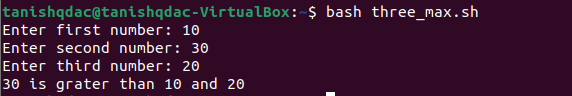 tanishqdac@tanishqdac-VirtualBox:~$ bash three_max.sh
Enter first number: 10
Enter second number: 30
Enter third number: 20
30 is grater than 10 and 20